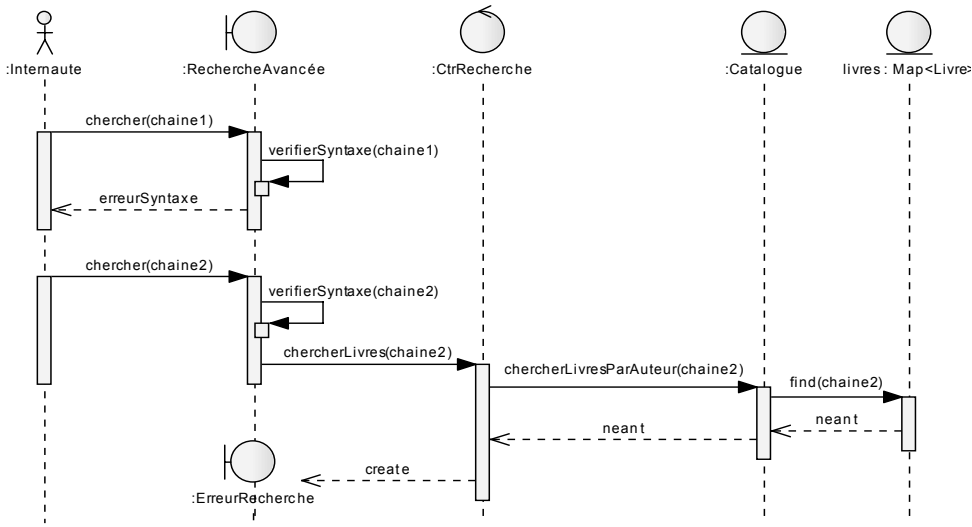 :Internaute
:RechercheAvancée
:CtrRecherche
:Catalogue
livres : Map<Livre>
chercher(chaine1)
verifierSyntaxe(chaine1)
erreurSyntaxe
chercher(chaine2)
verifierSyntaxe(chaine2)
chercherLivres(chaine2)
chercherLivresParAuteur(chaine2)
find(chaine2)
neant
neant
create
:ErreurRecherche